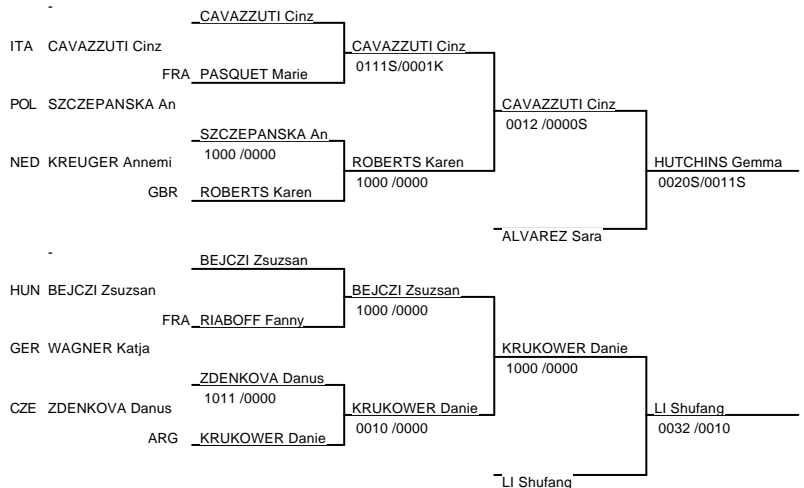 -
CAVAZZUTI Cinz
ITA CAVAZZUTI Cinz
CAVAZZUTI Cinz
0111S/0001K
FRA PASQUET Marie
POL SZCZEPANSKA An
CAVAZZUTI Cinz
0012 /0000S
SZCZEPANSKA An
1000 /0000
NED KREUGER Annemi
ROBERTS Karen
1000 /0000
HUTCHINS Gemma
0020S/0011S
GBR ROBERTS Karen
ALVAREZ Sara
-
BEJCZI Zsuzsan
HUN BEJCZI Zsuzsan
BEJCZI Zsuzsan
1000 /0000
FRA RIABOFF Fanny
GER WAGNER Katja
KRUKOWER Danie
1000 /0000
ZDENKOVA Danus
1011 /0000
CZE ZDENKOVA Danus
KRUKOWER Danie
0010 /0000
LI Shufang
0032 /0010
ARG KRUKOWER Danie
LI Shufang